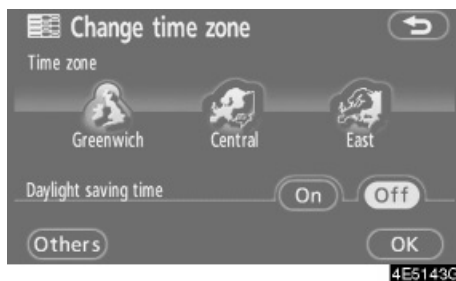 Change time zone
Time zone
Greenwich Central East
Daylight saving time On Off
Others OK
4E5143G